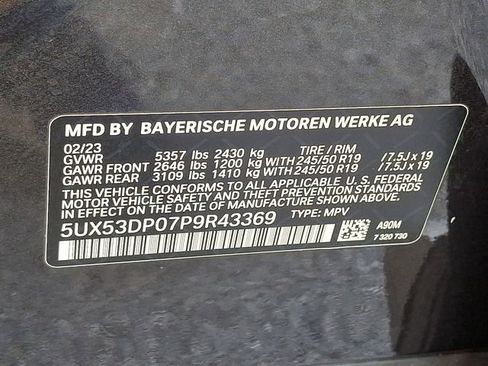 MFD BY BAYERISCHE MOTOREN WERKE AG
02/23 TIRE / RIM
GVWR 5357 lbs 2430 kg
GAWR FRONT 2646 lbs 1200 kg WITH 245/50 R19 / 7.5J x 19
GAWR REAR 3109 lbs 1410 kg WITH 245/50 R19 / 7.5J x 19
THIS VEHICLE CONFORMS TO ALL APPLICABLE U.S. FEDERAL
MOTOR VEHICLE SAFETY AND THEFT PREVENTION STANDARDS
IN EFFECT ON THE DATE OF MANUFACTURE SHOWN ABOVE.
5UX53DP07P9R43369 TYPE: MPV
A90M
7 320 730